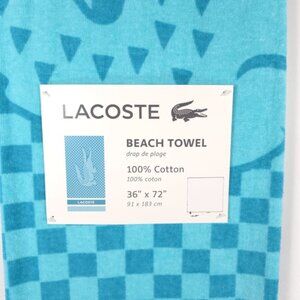 LACOSTE
BEACH TOWEL
drap de plage
100% Cotton
100% coton
36" x 72"
91 x 183 cm
LACOSTE